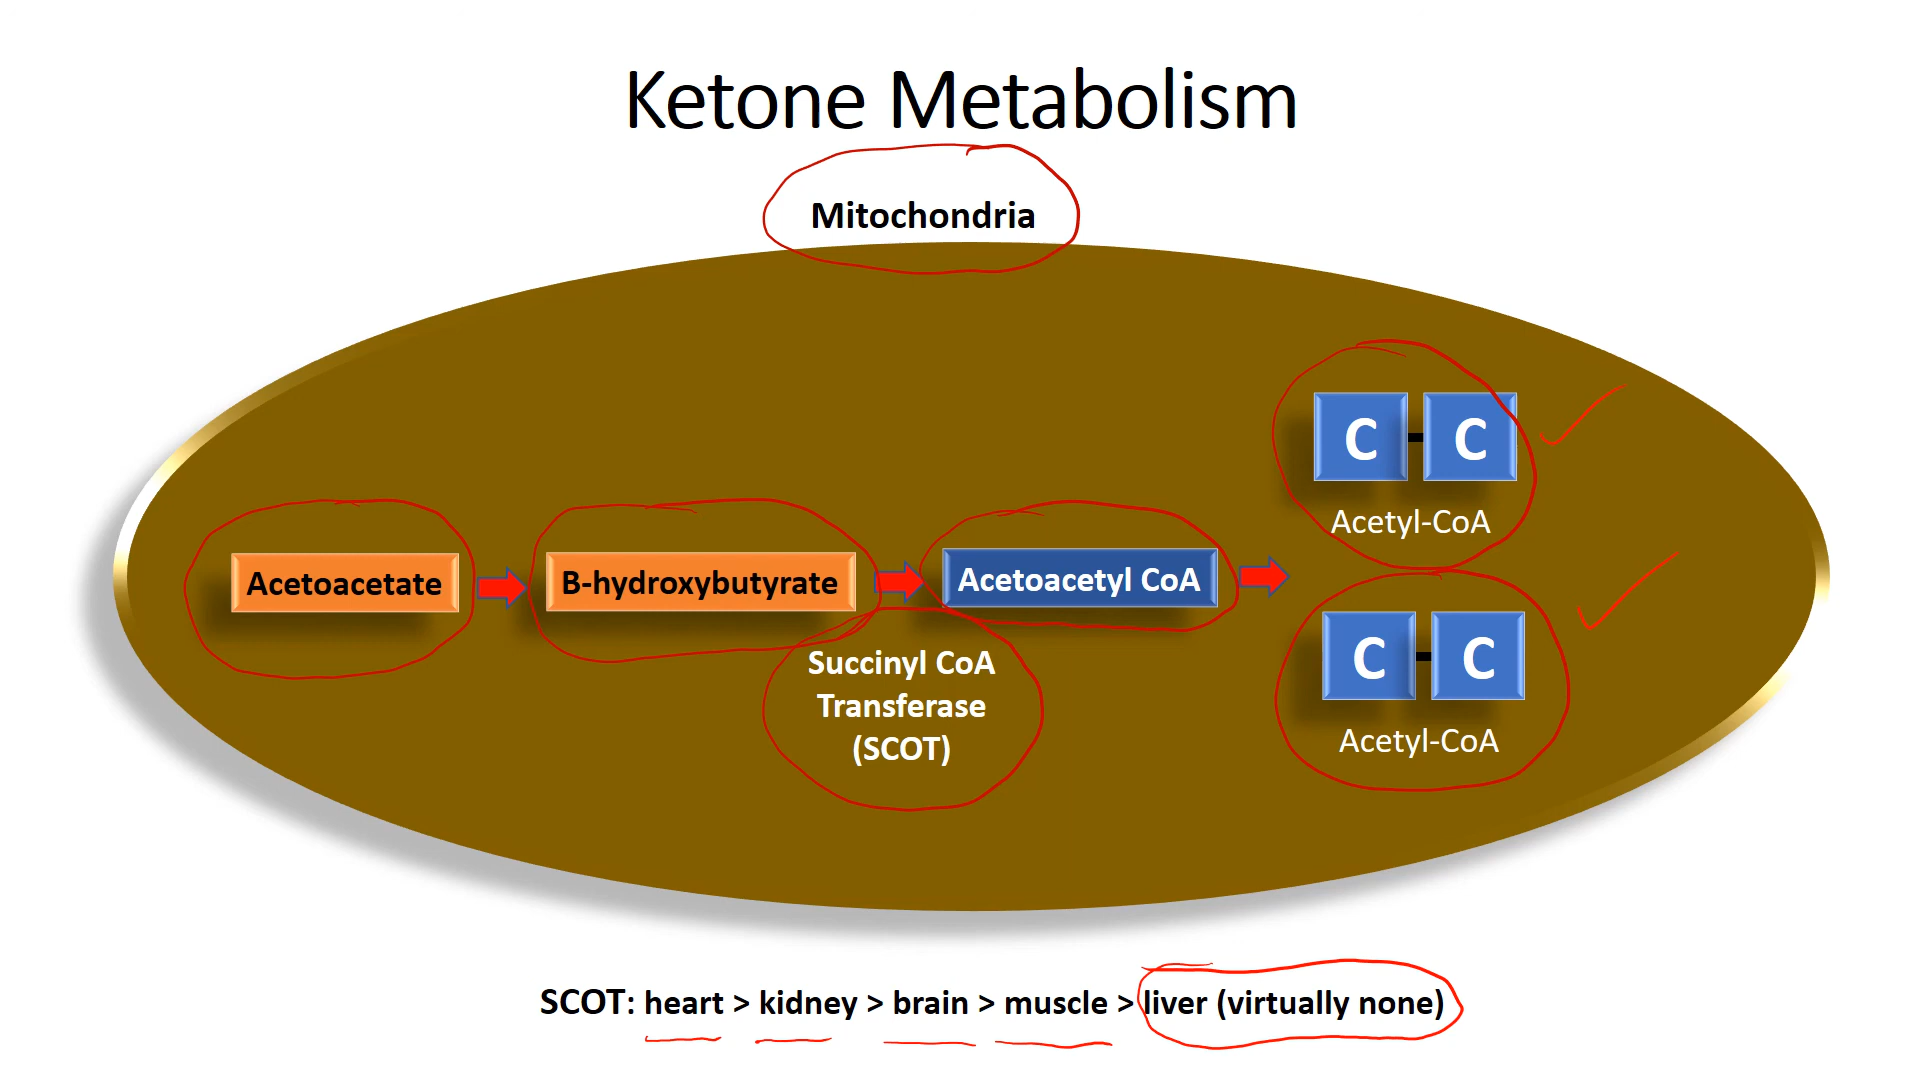 Ketone Metabolism
Mitochondria
C C
Acetyl-CoA
Acetoacetate B-hydroxybutyrate Acetoacetyl CoA
Succinyl CoA
Transferase
(SCOT)
C C
Acetyl-CoA
SCOT: heart > kidney > brain > muscle > liver (virtually none)